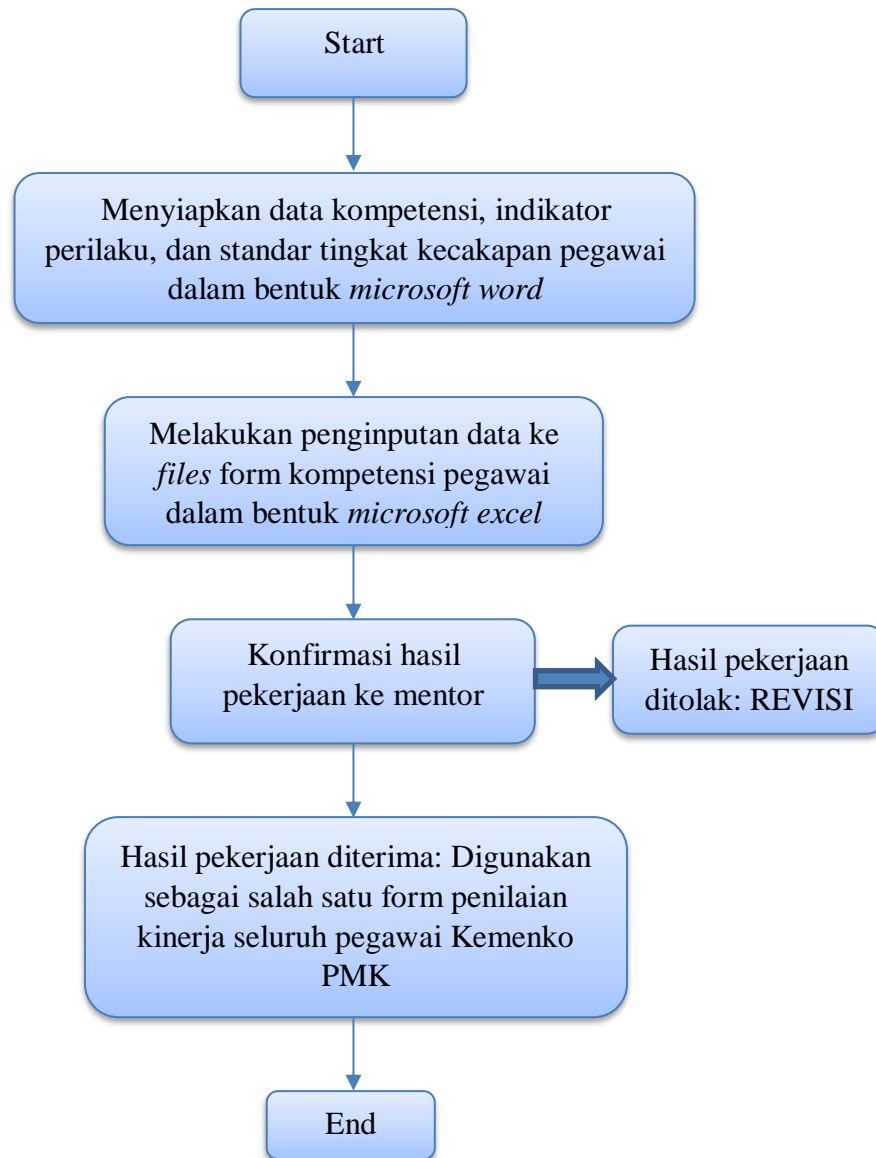 Start
Menyiapkan data kompetensi, indikator
perilaku, dan standar tingkat kecakapan pegawai
dalam bentuk microsoft word
Melakukan penginputan data ke
files form kompetensi pegawai
dalam bentuk microsoft excel
Konfirmasi hasil
pekerjaan ke mentor
Hasil pekerjaan
ditolak: REVISI
Hasil pekerjaan diterima: Digunakan
sebagai salah satu form penilaian
kinerja seluruh pegawai Kemenko
PMK
End